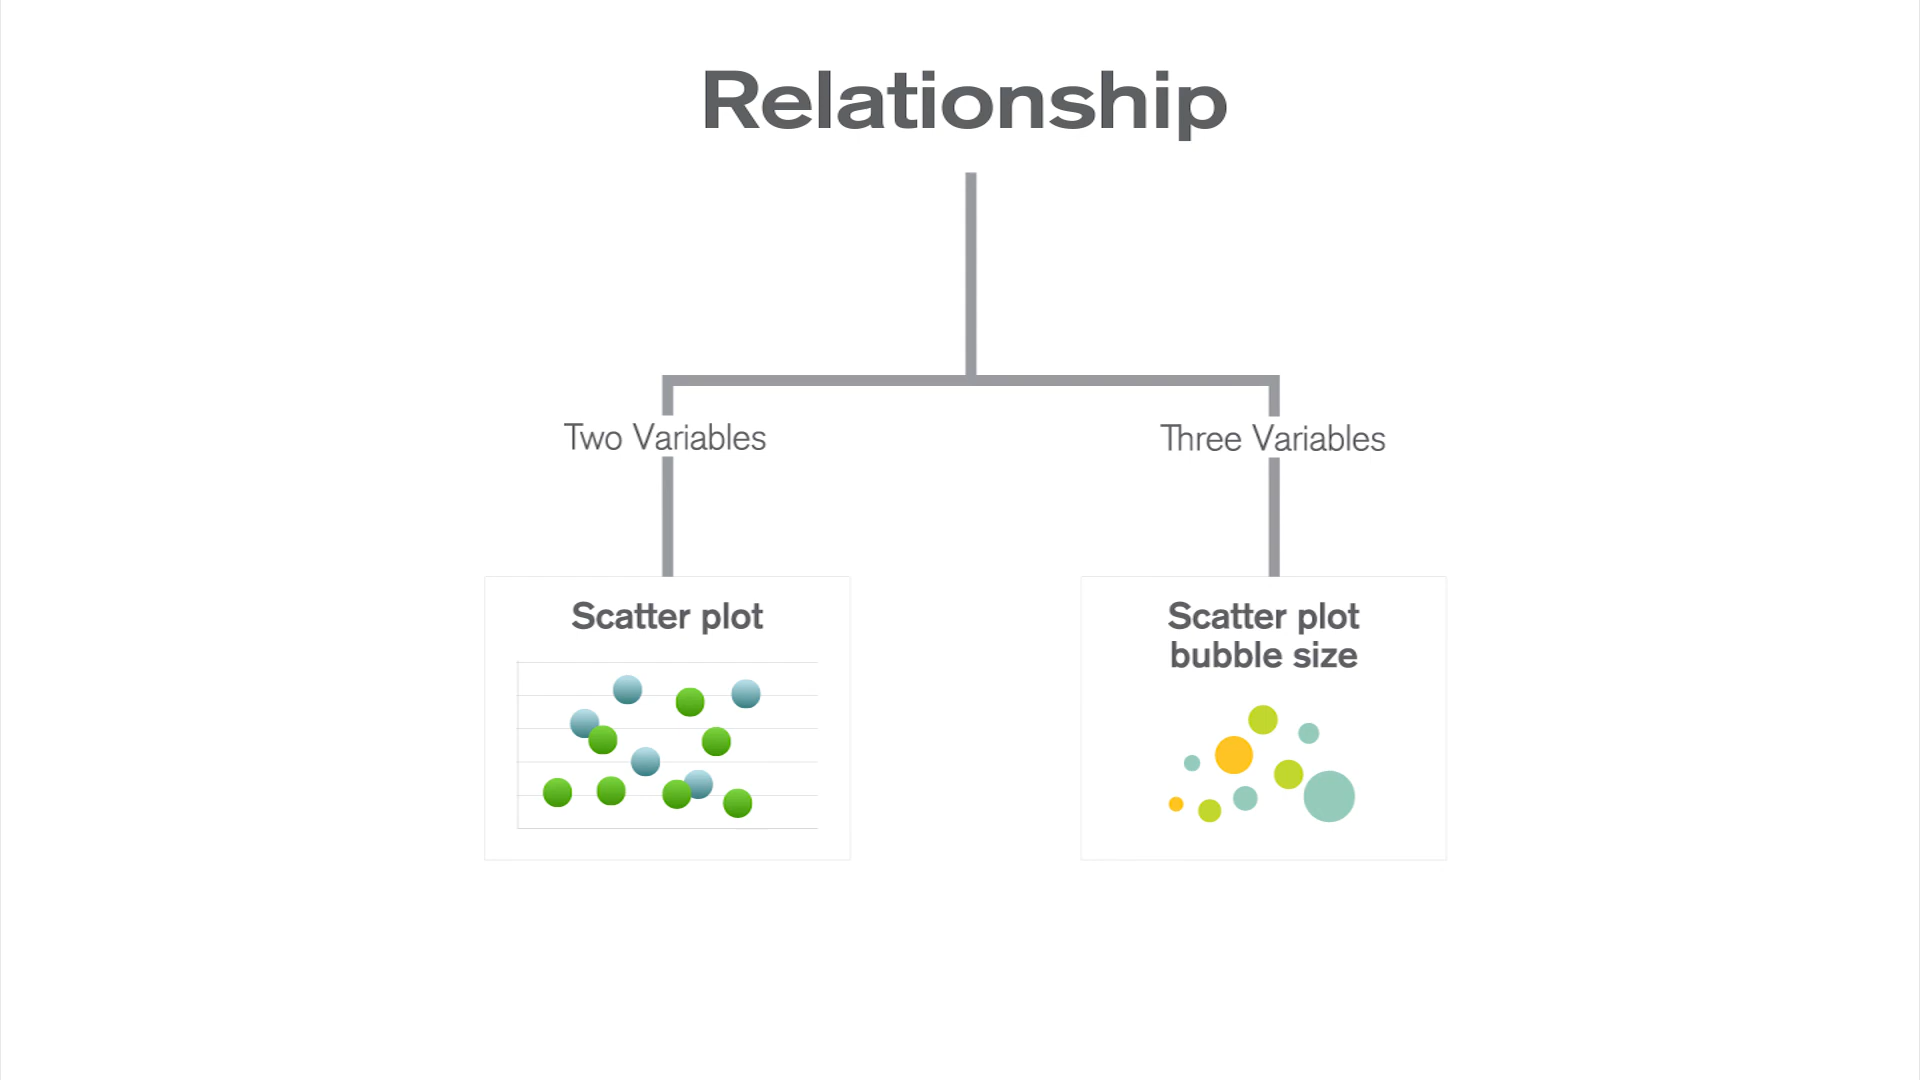 Relationship
Two Variables
Three Variables
Scatter plot
Scatter plot
bubble size